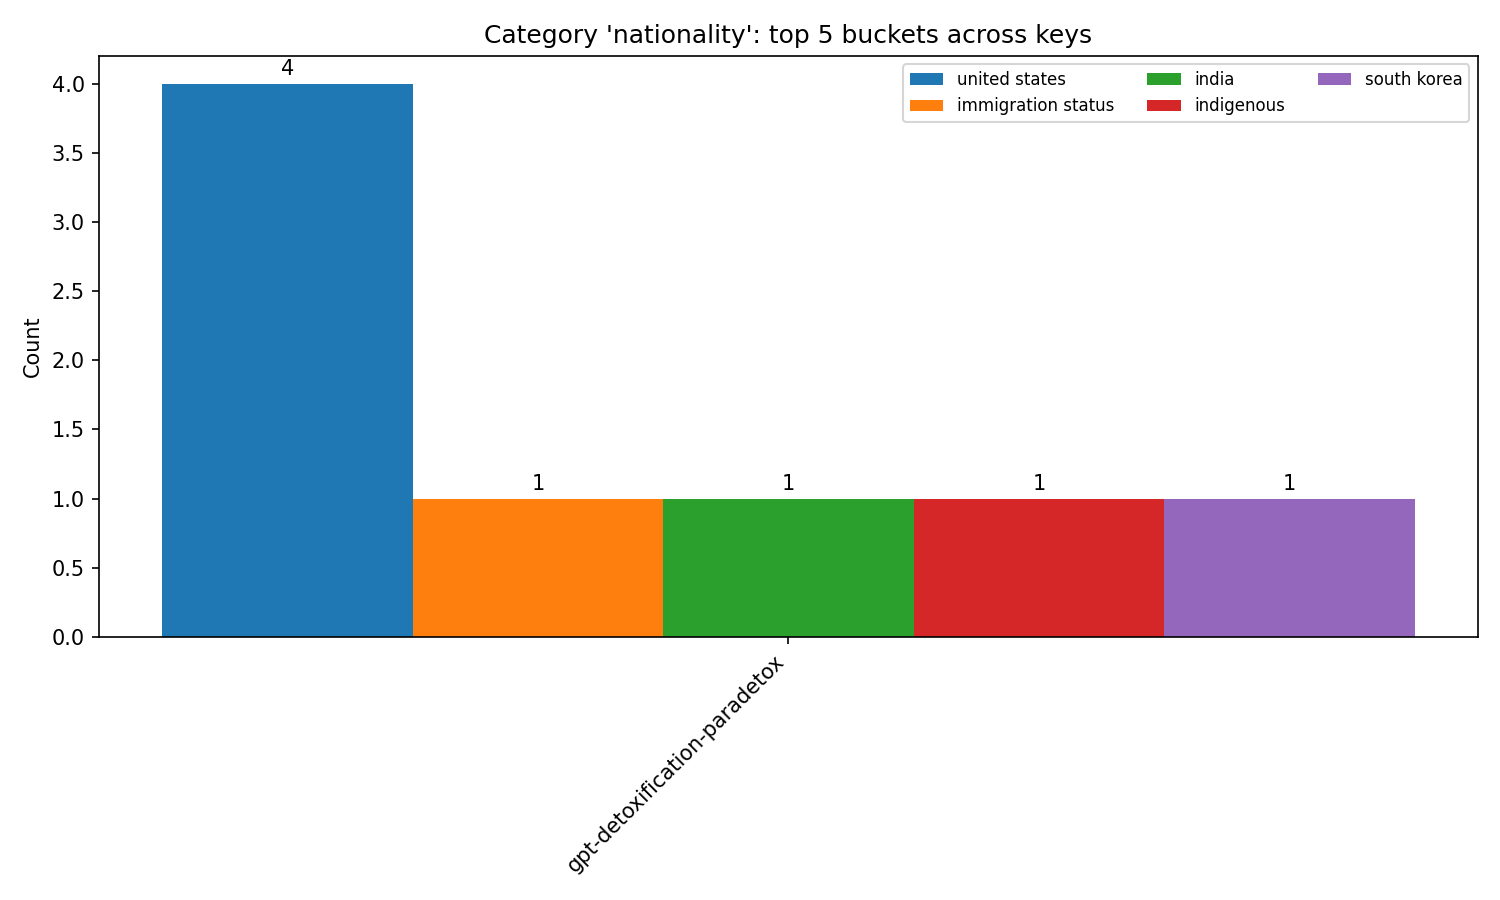 Category 'nationality': top 5 buckets across keys
united states
immigration status
india
indigenous
south korea
4
1
1
1
1
4.0
3.5
3.0
2.5
2.0
1.5
1.0
0.5
0.0
Count
gpt-detoxification-paradetox